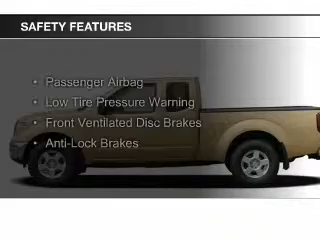 SAFETY FEATURES
• Passenger Airbag
• Low Tire Pressure Warning
• Front Ventilated Disc Brakes
• Anti-Lock Brakes